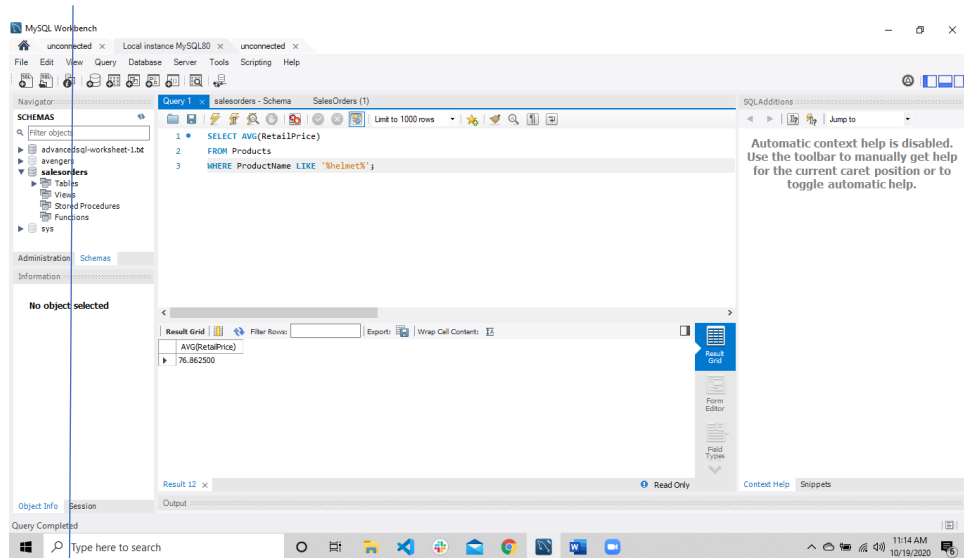 MySQL Workbench
unconnected × Local instance MySQL80 × unconnected ×
File Edit View Query Database Server Tools Scripting Help
Navigator
SCHEMAS
Filter objects
advancedsql-worksheet-1.txt
avengers
salesorders
Tables
Views
Stored Procedures
Functions
sys
Administration Schemas
Information
No object selected
Object Info Session
Query 1 × salesorders - Schema SalesOrders (1)
Limit to 1000 rows
1 SELECT AVG(RetailPrice)
2 FROM Products
3 WHERE ProductName LIKE '%helmet%';
Result Grid Filter Rows: Export: Wrap Cell Content:
AVG(RetailPrice)
76.862500
Result Grid
Form Editor
Field Types
Result 12 × Read Only
Output
SQLAdditions
Jump to
Automatic context help is disabled.
Use the toolbar to manually get help
for the current caret position or to
toggle automatic help.
Context Help Snippets
Query Completed
Type here to search
11:14 AM
10/19/2020
6